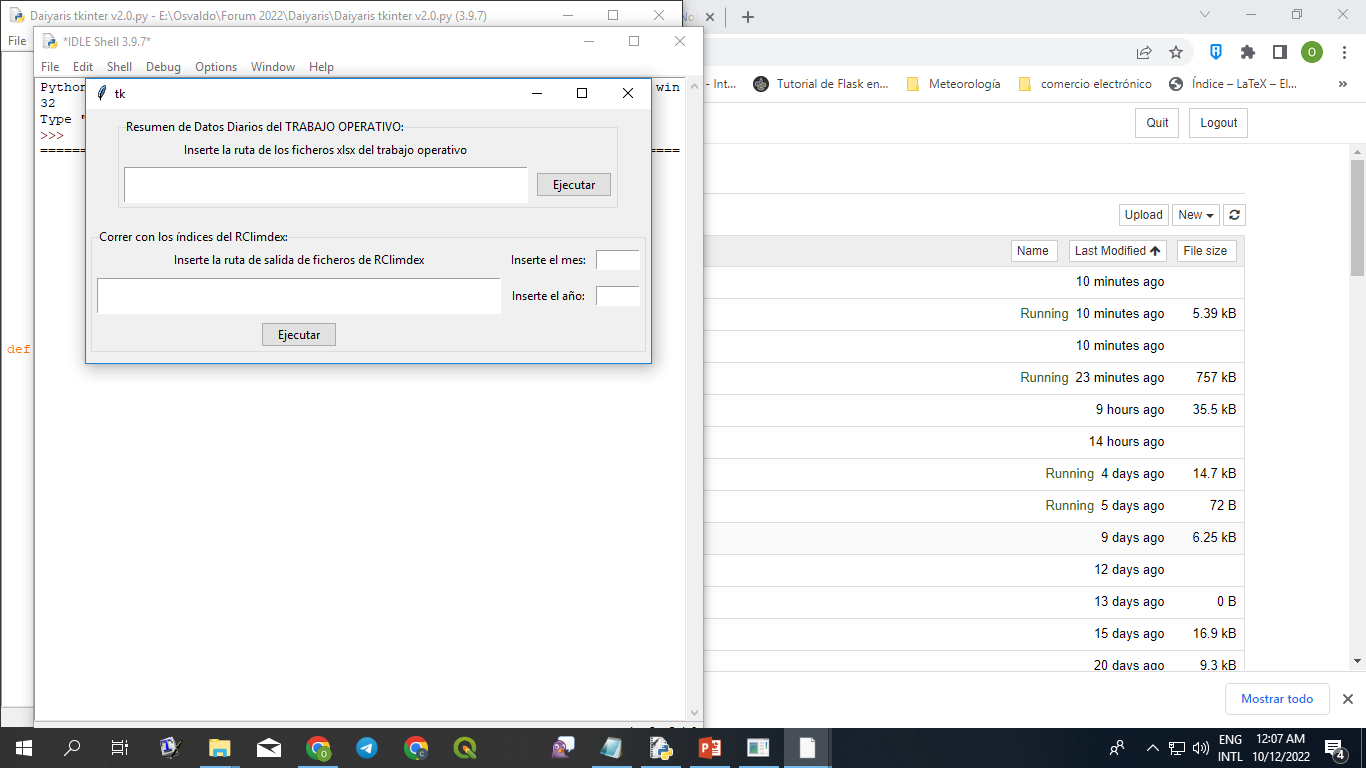 Daiyaris tkinter v2.0.py - E:\Osvaldo\Forum 2022\Daiyaris\Daiyaris tkinter v2.0.py (3.9.7)
File
*IDLE Shell 3.9.7*
File Edit Shell Debug Options Window Help
Python
win
32
Type "
>>>
def
tk
Resumen de Datos Diarios del TRABAJO OPERATIVO:
Inserte la ruta de los ficheros xlsx del trabajo operativo
Ejecutar
Correr con los índices del RClimdex:
Inserte la ruta de salida de ficheros de RClimdex
Inserte el mes:
Inserte el año:
Ejecutar
O
- Int...
Tutorial de Flask en...
Meteorología
comercio electrónico
Índice – LaTeX – El...
»
Quit Logout
Upload New
Name Last Modified File size
10 minutes ago
Running 10 minutes ago 5.39 kB
10 minutes ago
Running 23 minutes ago 757 kB
9 hours ago 35.5 kB
14 hours ago
Running 4 days ago 14.7 kB
Running 5 days ago 72 B
9 days ago 6.25 kB
12 days ago
13 days ago 0 B
15 days ago 16.9 kB
20 days ago 9.3 kB
Mostrar todo
ENG 12:07 AM
INTL 10/12/2022
4